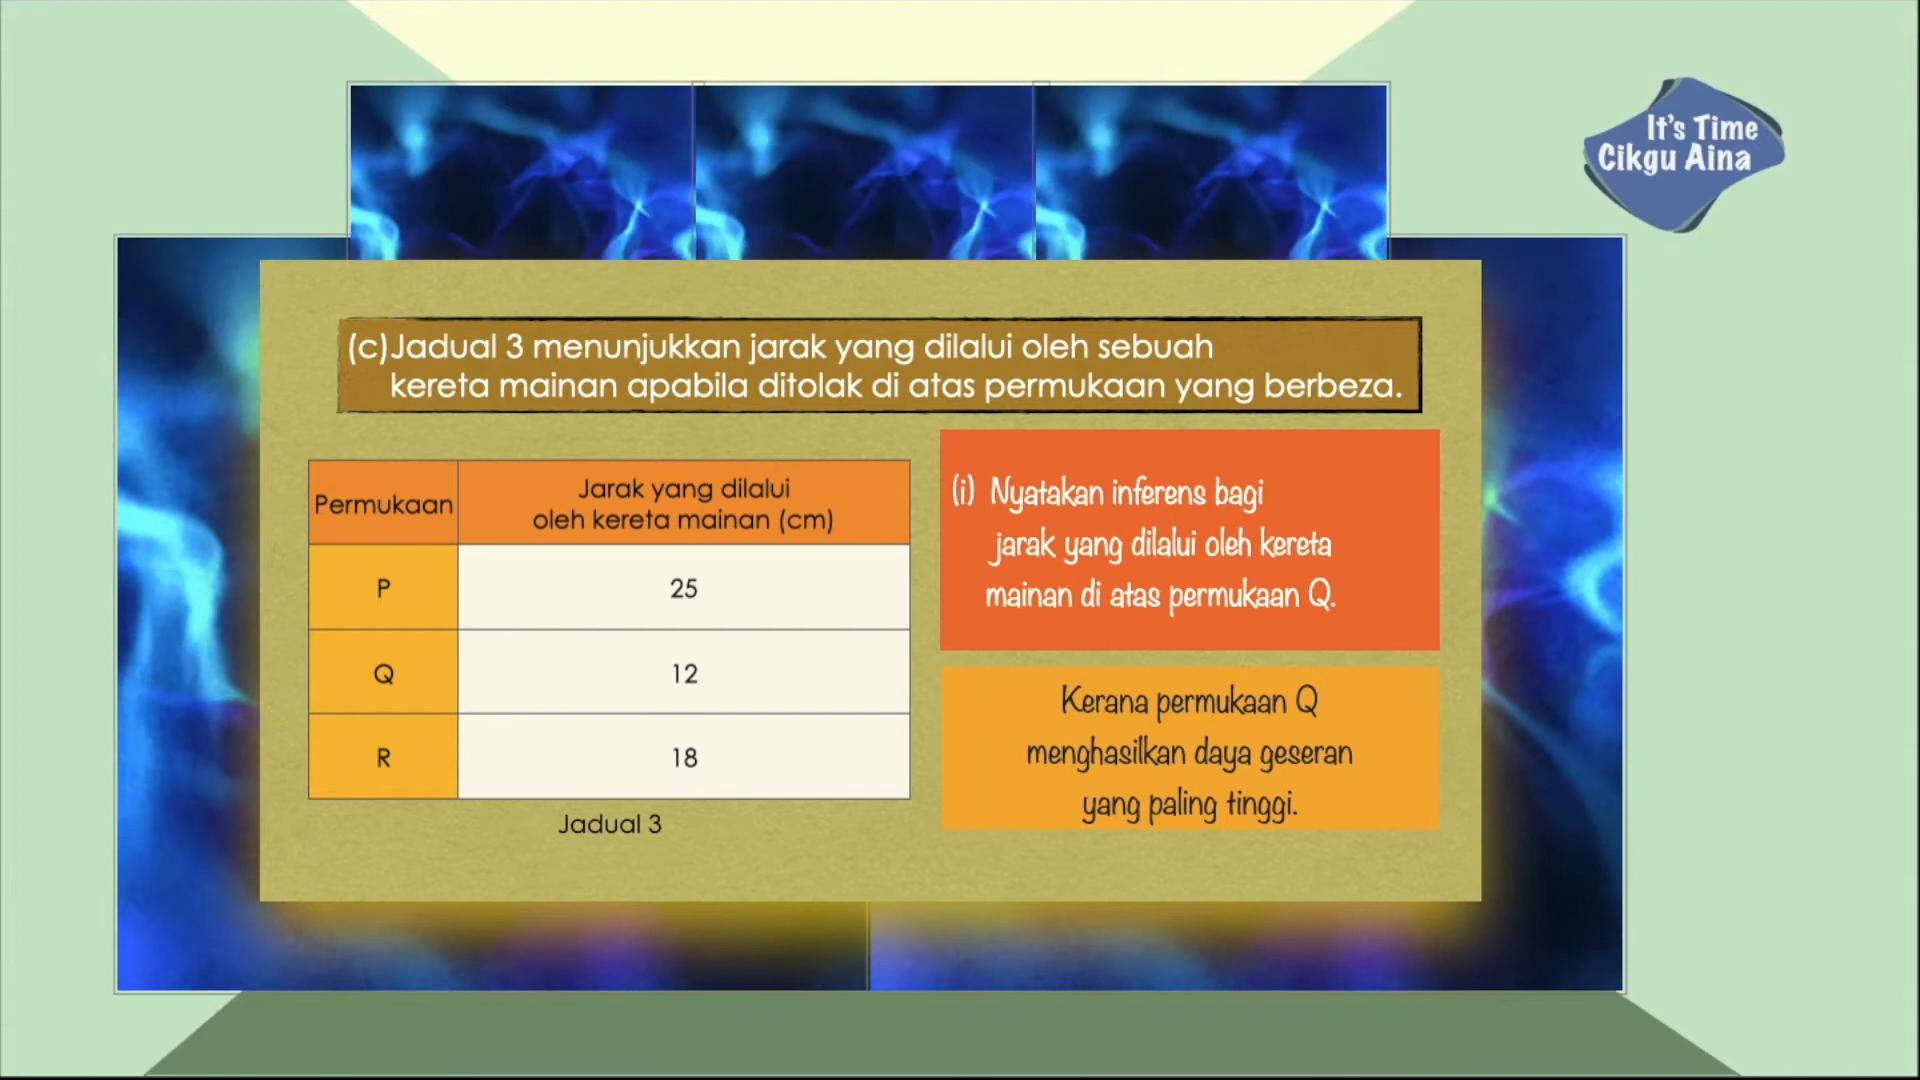 It's Time
Cikgu Aina
(c)Jadual 3 menunjukkan jarak yang dilalui oleh sebuah
kereta mainan apabila ditolak di atas permukaan yang berbeza.
Permukaan
Jarak yang dilalui
oleh kereta mainan (cm)
P
25
Q
12
R
18
Jadual 3
(i) Nyatakan inferens bagi
jarak yang dilalui oleh kereta
mainan di atas permukaan Q.
Kerana permukaan Q
menghasilkan daya geseran
yang paling tinggi.